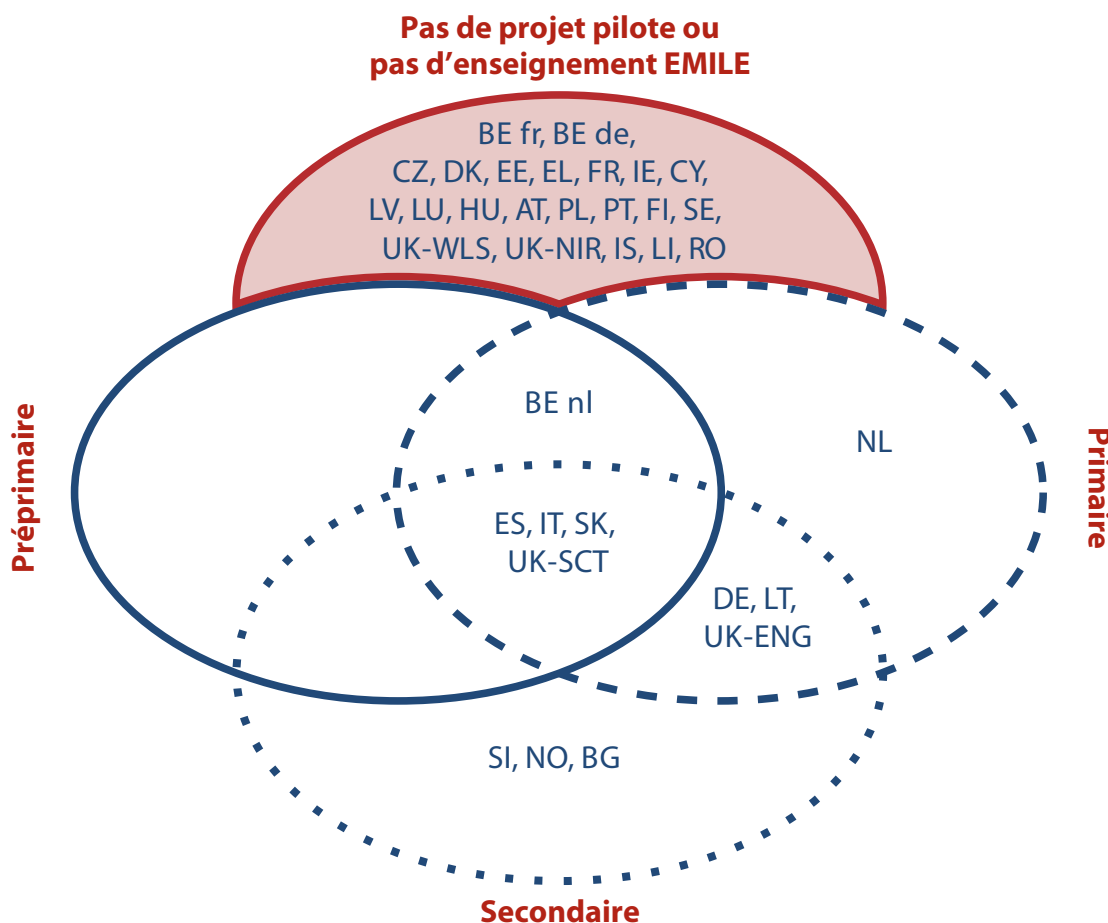 Pas de projet pilote ou
pas d’enseignement EMILE
BE fr, BE de,
CZ, DK, EE, EL, FR, IE, CY,
LV, LU, HU, AT, PL, PT, FI, SE,
UK-WLS, UK-NIR, IS, LI, RO
BE nl
NL
Préprimaire
Primaire
ES, IT, SK,
UK-SCT
DE, LT,
UK-ENG
SI, NO, BG
Secondaire